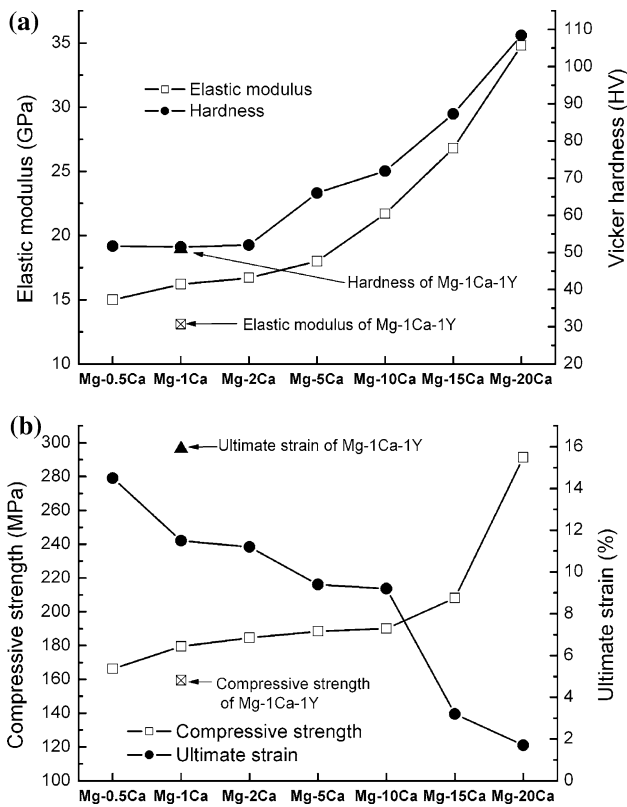 (a)
Elastic modulus (GPa)
35
30
25
20
15
10
Elastic modulus
Hardness
Hardness of Mg-1Ca-1Y
Elastic modulus of Mg-1Ca-1Y
110
100
90
80
70
60
50
40
30
20
Vicker hardness (HV)
Mg-0.5Ca Mg-1Ca Mg-2Ca Mg-5Ca Mg-10Ca Mg-15Ca Mg-20Ca
(b)
Compressive strength (MPa)
300
280
260
240
220
200
180
160
140
120
100
Ultimate strain of Mg-1Ca-1Y
Compressive strength
of Mg-1Ca-1Y
Compressive strength
Ultimate strain
16
14
12
10
8
6
4
2
0
Ultimate strain (%)
Mg-0.5Ca Mg-1Ca Mg-2Ca Mg-5Ca Mg-10Ca Mg-15Ca Mg-20Ca